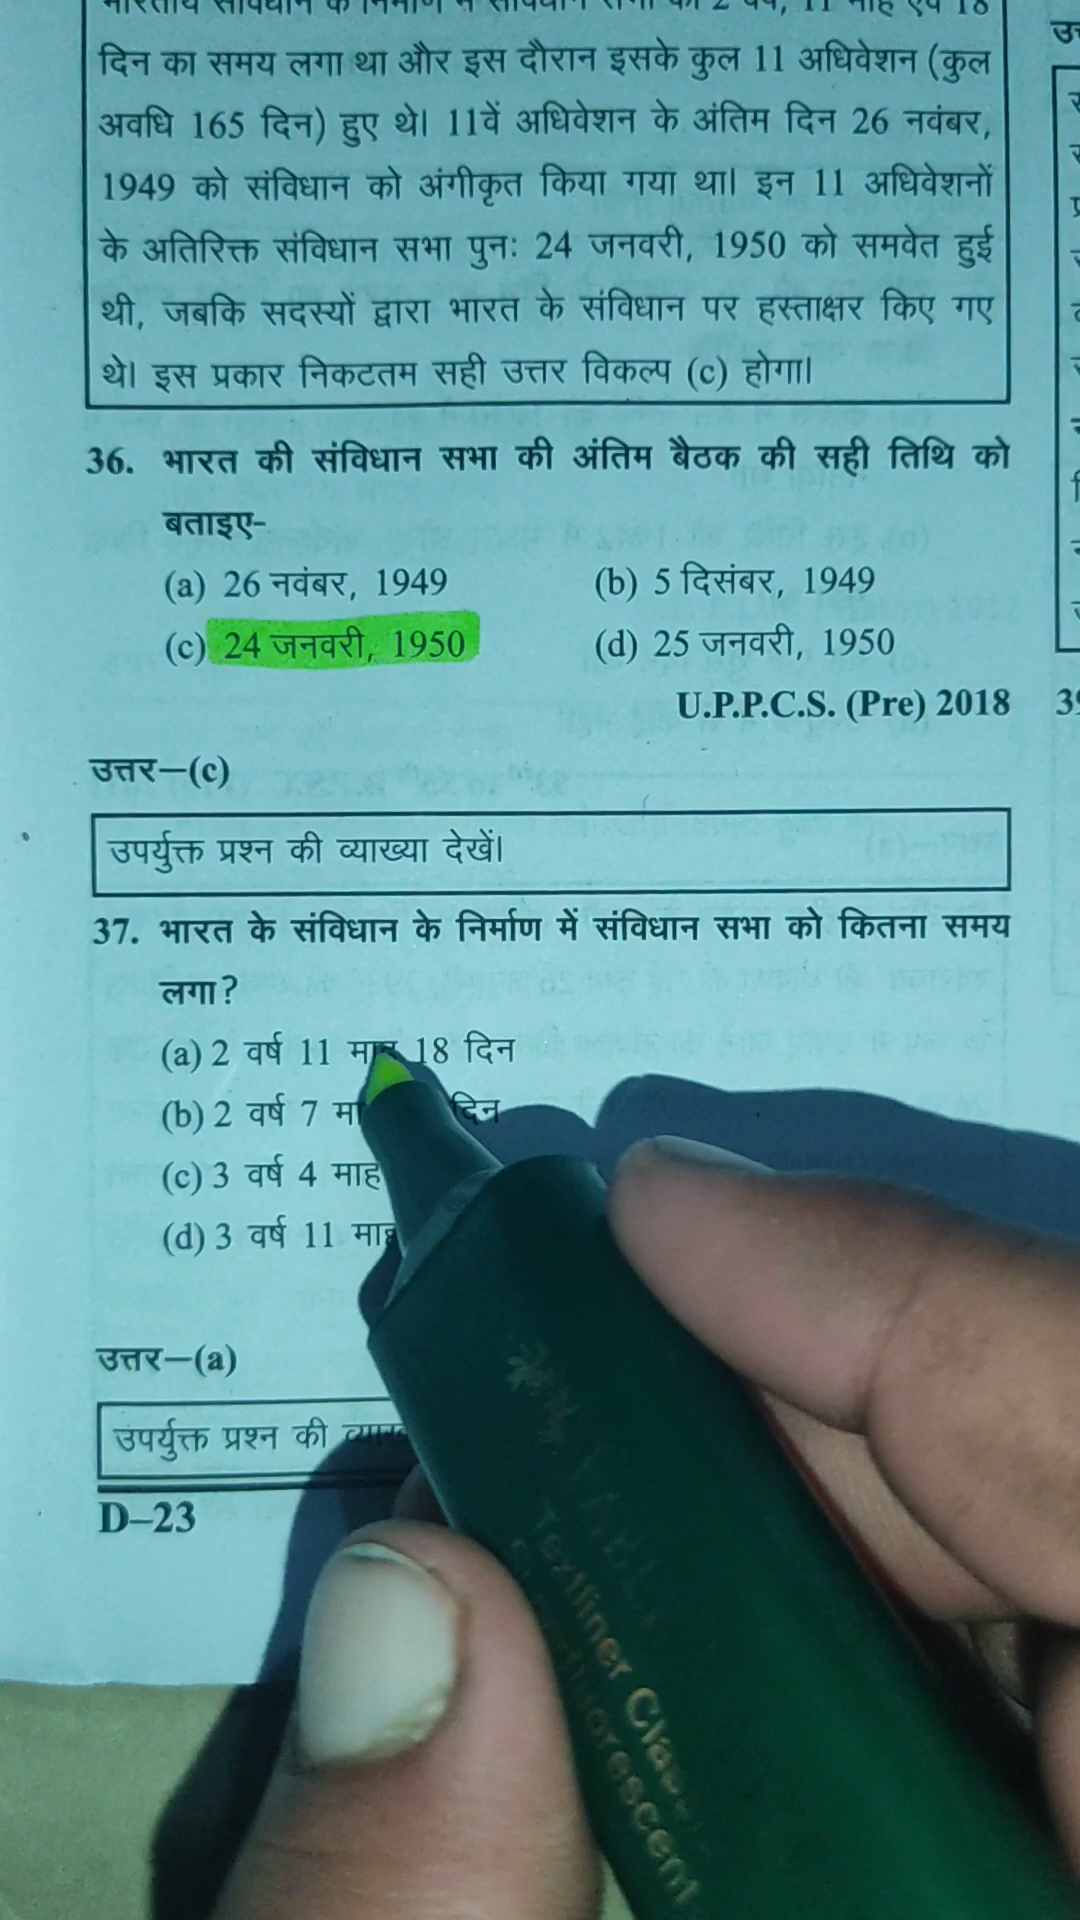 दिन का समय लगा था और इस दौरान इसके कुल 11 अधिवेशन (कुल
अवधि 165 दिन) हुए थे। 11वें अधिवेशन के अंतिम दिन 26 नवंबर,
1949 को संविधान को अंगीकृत किया गया था। इन 11 अधिवेशनों
के अतिरिक्त संविधान सभा पुनः 24 जनवरी, 1950 को समवेत हुई
थी, जबकि सदस्यों द्वारा भारत के संविधान पर हस्ताक्षर किए गए
थे। इस प्रकार निकटतम सही उत्तर विकल्प (c) होगा।
36. भारत की संविधान सभा की अंतिम बैठक की सही तिथि को
बताइए-
(a) 26 नवंबर, 1949 (b) 5 दिसंबर, 1949
(c) 24 जनवरी, 1950 (d) 25 जनवरी, 1950
U.P.P.C.S. (Pre) 2018
उत्तर—(c)
उपर्युक्त प्रश्न की व्याख्या देखें।
37. भारत के संविधान के निर्माण में संविधान सभा को कितना समय
लगा?
(a) 2 वर्ष 11 18 दिन
(b) 2 वर्ष 7 दिन
(c) 3 वर्ष 4 माह
(d) 3 वर्ष 11 माह
उत्तर—(a)
उपर्युक्त प्रश्न की
D–23
Textliner